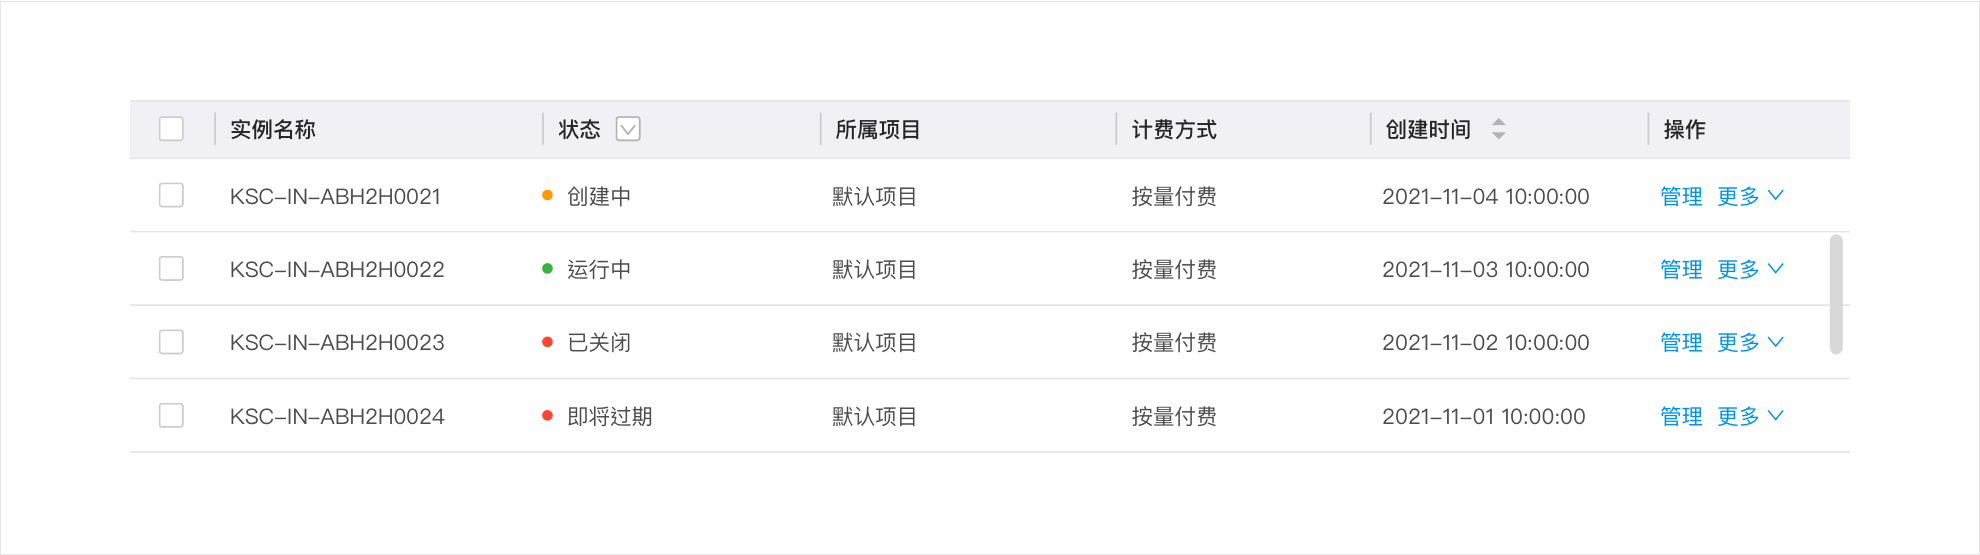 实例名称 状态 所属项目 计费方式 创建时间 操作
KSC-IN-ABH2H0021 创建中 默认项目 按量付费 2021-11-04 10:00:00 管理 更多
KSC-IN-ABH2H0022 运行中 默认项目 按量付费 2021-11-03 10:00:00 管理 更多
KSC-IN-ABH2H0023 已关闭 默认项目 按量付费 2021-11-02 10:00:00 管理 更多
KSC-IN-ABH2H0024 即将过期 默认项目 按量付费 2021-11-01 10:00:00 管理 更多